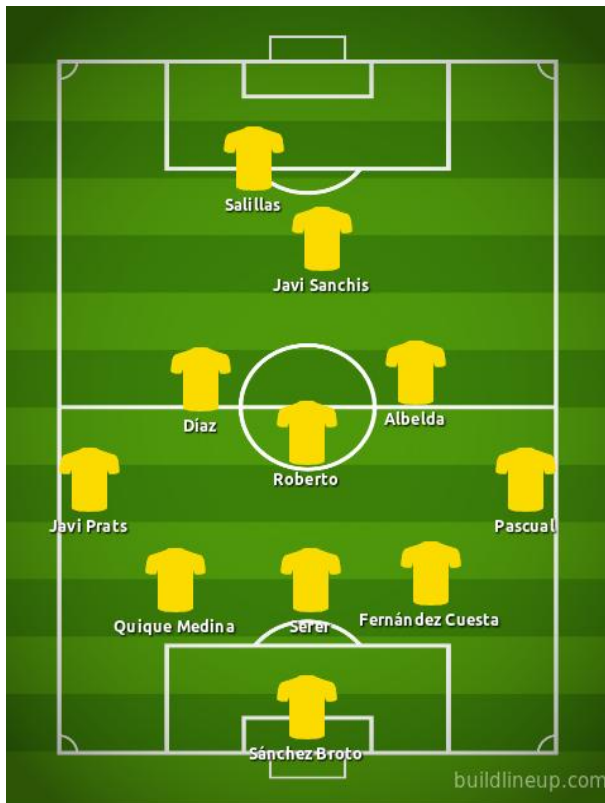 Salillas
Javi Sanchis
Díaz
Albelda
Roberto
Javi Prats
Pascual
Quique Medina
Serer
Fernández Cuesta
Sánchez Broto
buildlineup.com